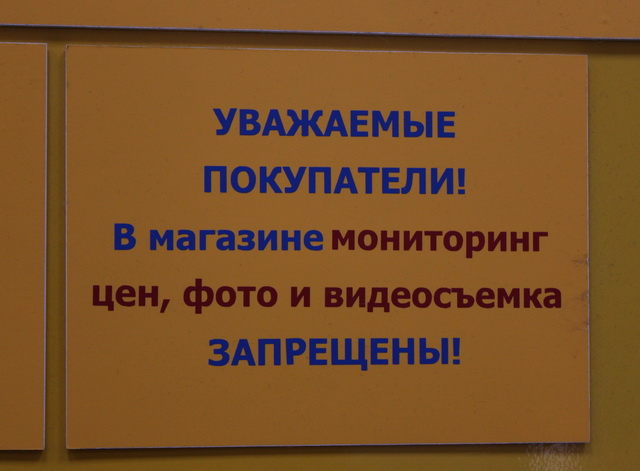 УВАЖАЕМЫЕ
ПОКУПАТЕЛИ!
В магазине мониторинг
цен, фото и видеосъемка
ЗАПРЕЩЕНЫ!